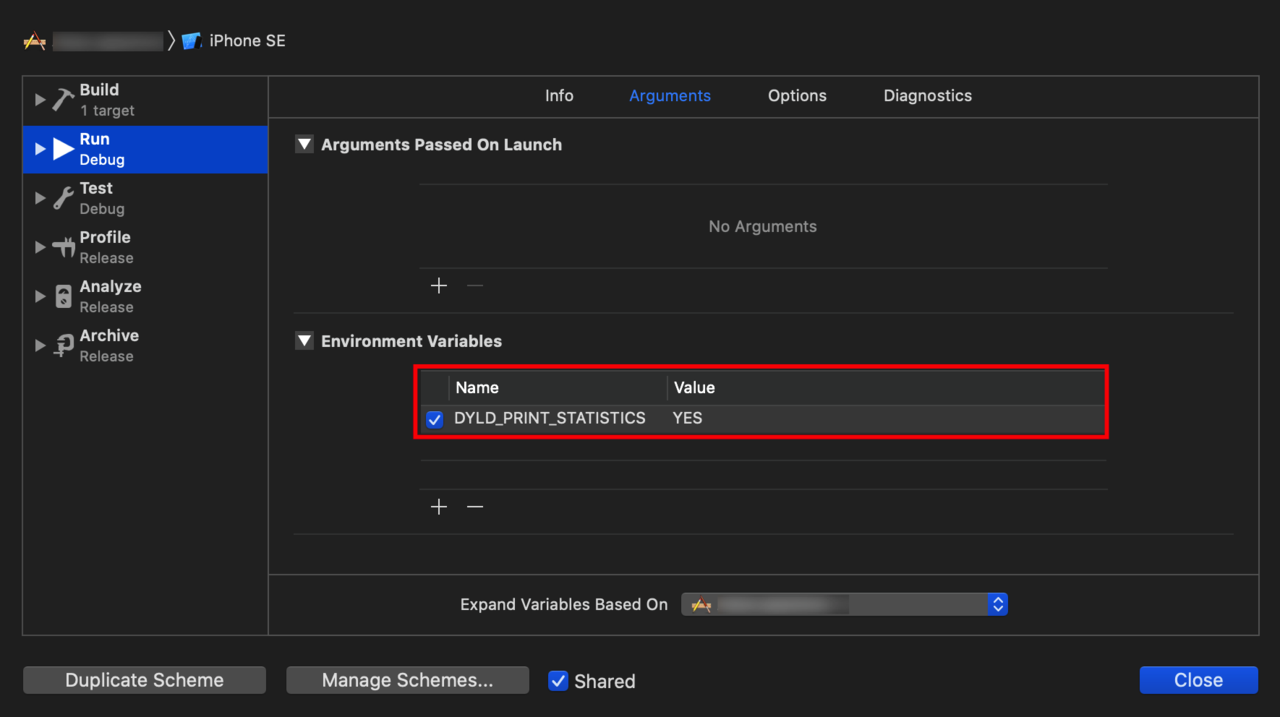 iPhone SE
Build
1 target
Run
Debug
Test
Debug
Profile
Release
Analyze
Release
Archive
Release
Info Arguments Options Diagnostics
Arguments Passed On Launch
No Arguments
Environment Variables
Name Value
DYLD_PRINT_STATISTICS YES
Expand Variables Based On
Duplicate Scheme Manage Schemes... Shared Close